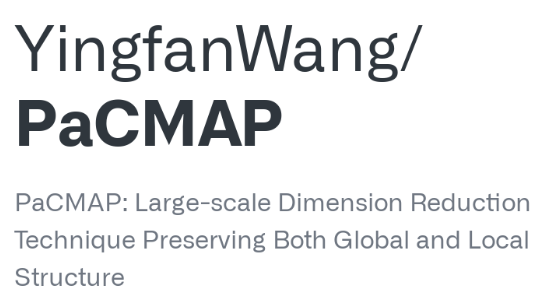 YingfanWang/
PaCMAP
PaCMAP: Large-scale Dimension Reduction
Technique Preserving Both Global and Local
Structure